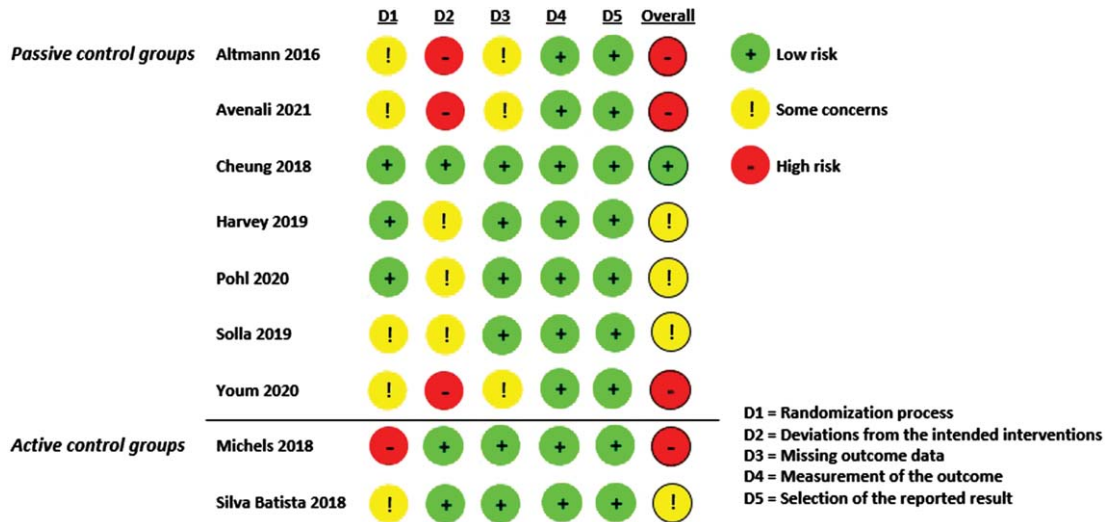 D1 D2 D3 D4 D5 Overall
Passive control groups Altmann 2016 ! - ! + + - + Low risk
Avenali 2021 ! - ! + + - ! Some concerns
Cheung 2018 + + + + + + - High risk
Harvey 2019 + ! + + + !
Pohl 2020 + ! + + + !
Solla 2019 ! ! + + + !
Youm 2020 ! - ! + + -
Active control groups Michels 2018 - + + + + -
Silva Batista 2018 ! + + + + !
D1 = Randomization process
D2 = Deviations from the intended interventions
D3 = Missing outcome data
D4 = Measurement of the outcome
D5 = Selection of the reported result